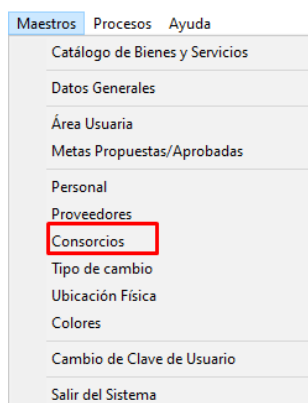 Maestros Procesos Ayuda
Catálogo de Bienes y Servicios
Datos Generales
Área Usuaria
Metas Propuestas/Aprobadas
Personal
Proveedores
Consorcios
Tipo de cambio
Ubicación Física
Colores
Cambio de Clave de Usuario
Salir del Sistema